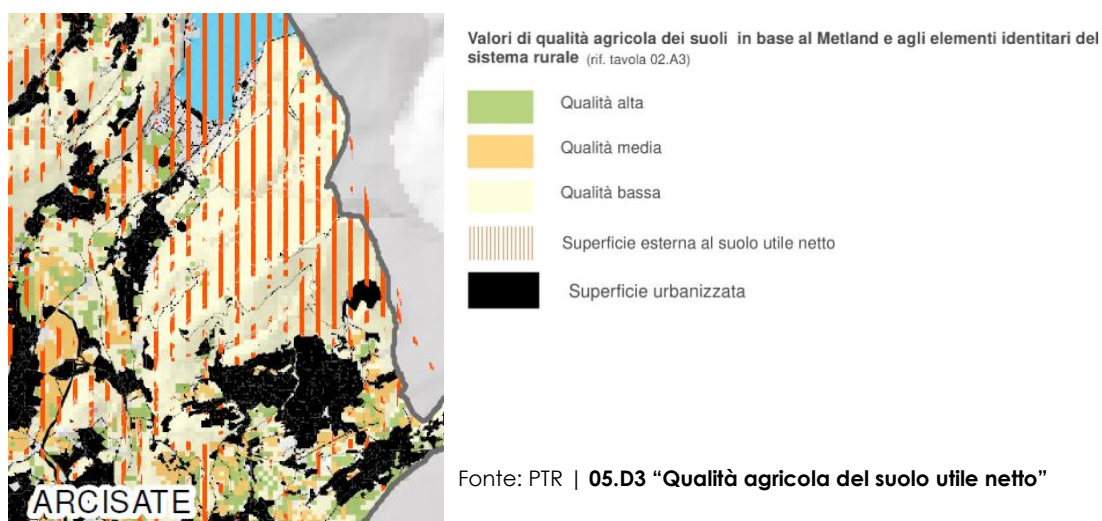 Valori di qualità agricola dei suoli in base al Metland e agli elementi identitari del
sistema rurale (rif. tavola 02.A3)
Qualità alta
Qualità media
Qualità bassa
Superficie esterna al suolo utile netto
Superficie urbanizzata
Fonte: PTR | 05.D3 “Qualità agricola del suolo utile netto”
ARCISATE